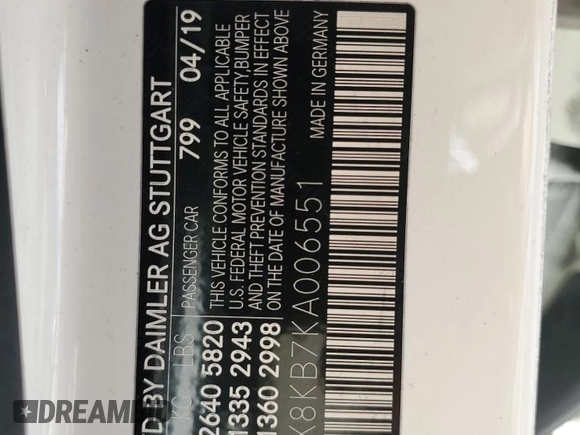 D BY DAIMLER AG STUTTGART
KG LBS PASSENGER CAR 799 04/19
2640 5820
1335 2943
1360 2998
THIS VEHICLE CONFORMS TO ALL APPLICABLE
U.S. FEDERAL MOTOR VEHICLE SAFETY,BUMPER
AND THEFT PREVENTION STANDARDS IN EFFECT
ON THE DATE OF MANUFACTURE SHOWN ABOVE
K8KB7KA006551 MADE IN GERMANY